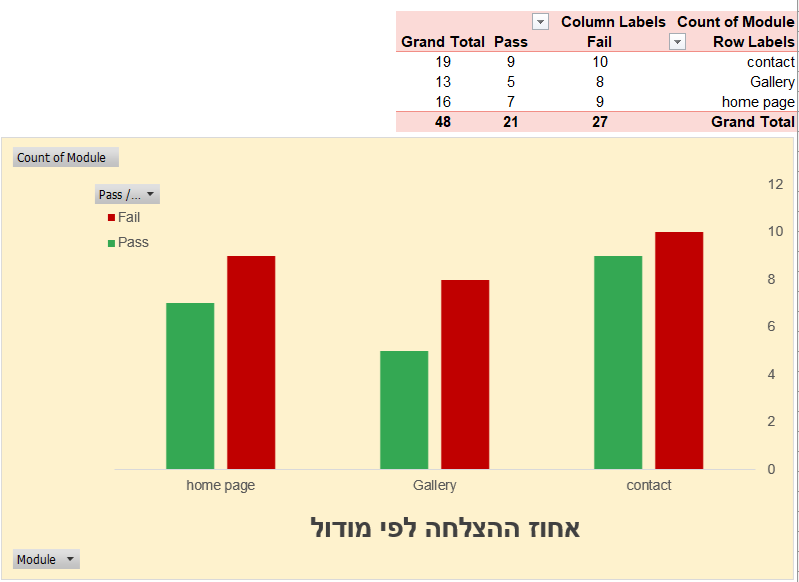 Count of Module Column Labels
Row Labels Fail Pass Grand Total
contact 10 9 19
Gallery 8 5 13
home page 9 7 16
Grand Total 27 21 48
Count of Module
Pass /...
Fail
Pass
12
10
8
6
4
2
0
home page Gallery contact
אחוז ההצלחה לפי מודול
Module